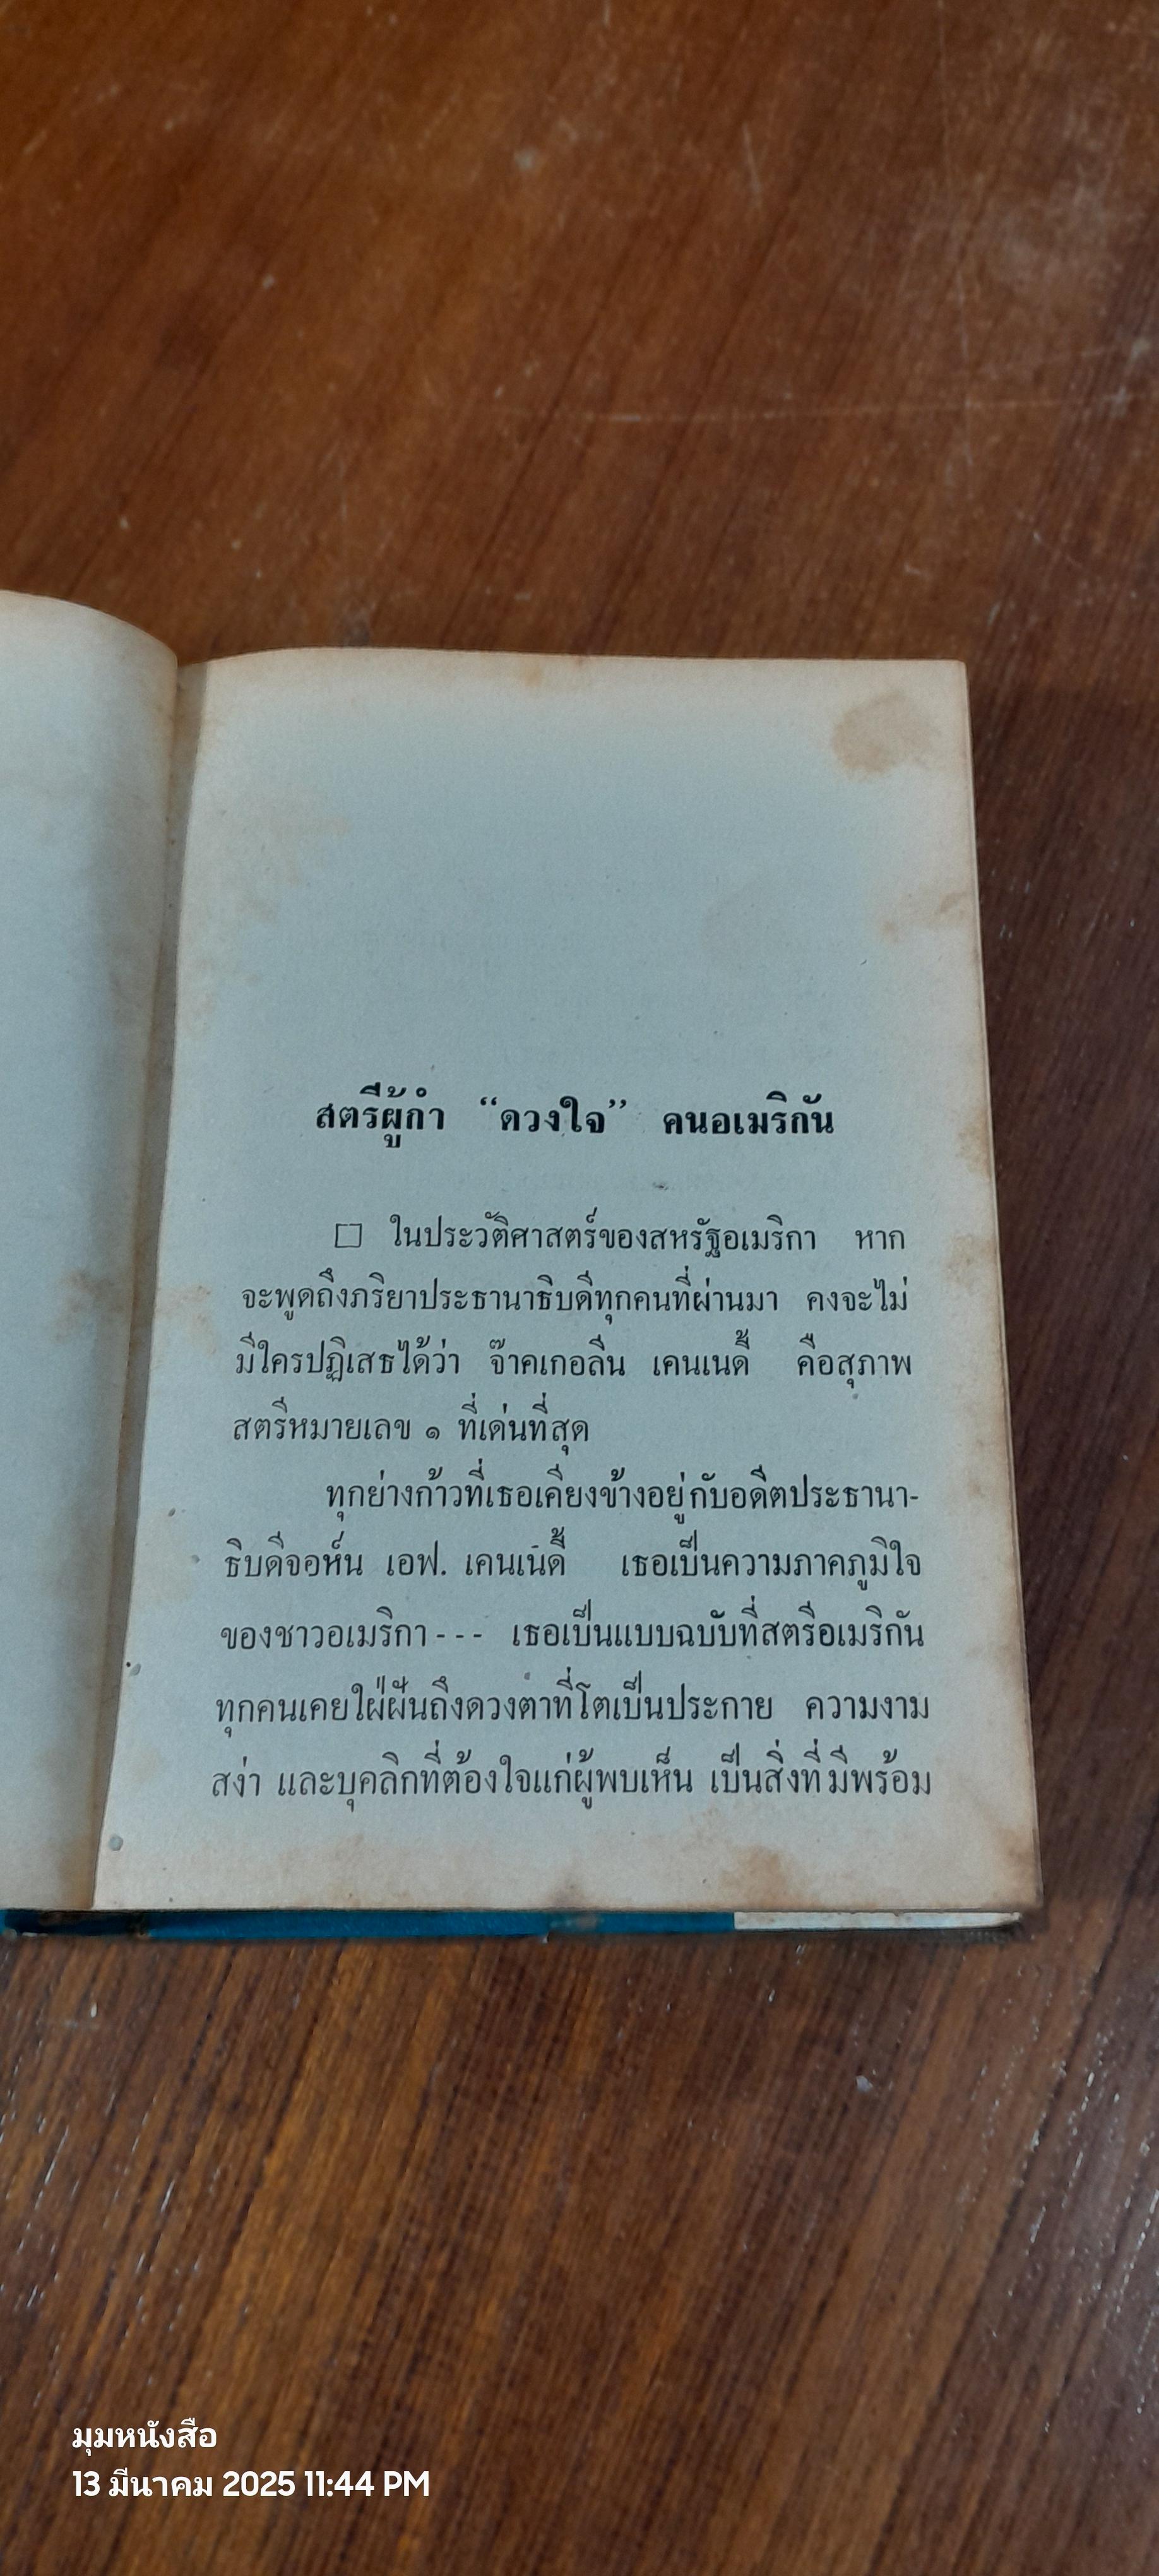 สตรีผู้กำ “ดวงใจ” คนอเมริกัน
□ ในประวัติศาสตร์ของสหรัฐอเมริกา หาก
จะพูดถึงภริยาประธานาธิบดีทุกคนที่ผ่านมา คงจะไม่
มีใครปฏิเสธได้ว่า จ๊าคเกอลีน เคนเนดี้ คือสุภาพ
สตรีหมายเลข ๑ ที่เด่นที่สุด
ทุกย่างก้าวที่เธอเคียงข้างอยู่กับอดีตประธานา-
ธิบดีจอห์น เอฟ. เคนเนดี้ เธอเป็นความภาคภูมิใจ
ของชาวอเมริกา - - - เธอเป็นแบบฉบับที่สตรีอเมริกัน
ทุกคนเคยใฝ่ฝันถึงดวงตาที่โตเป็นประกาย ความงาม
สง่า และบุคลิกที่ต้องใจแก่ผู้พบเห็น เป็นสิ่งที่มีพร้อม
มุมหนังสือ
13 มีนาคม 2025 11:44 PM